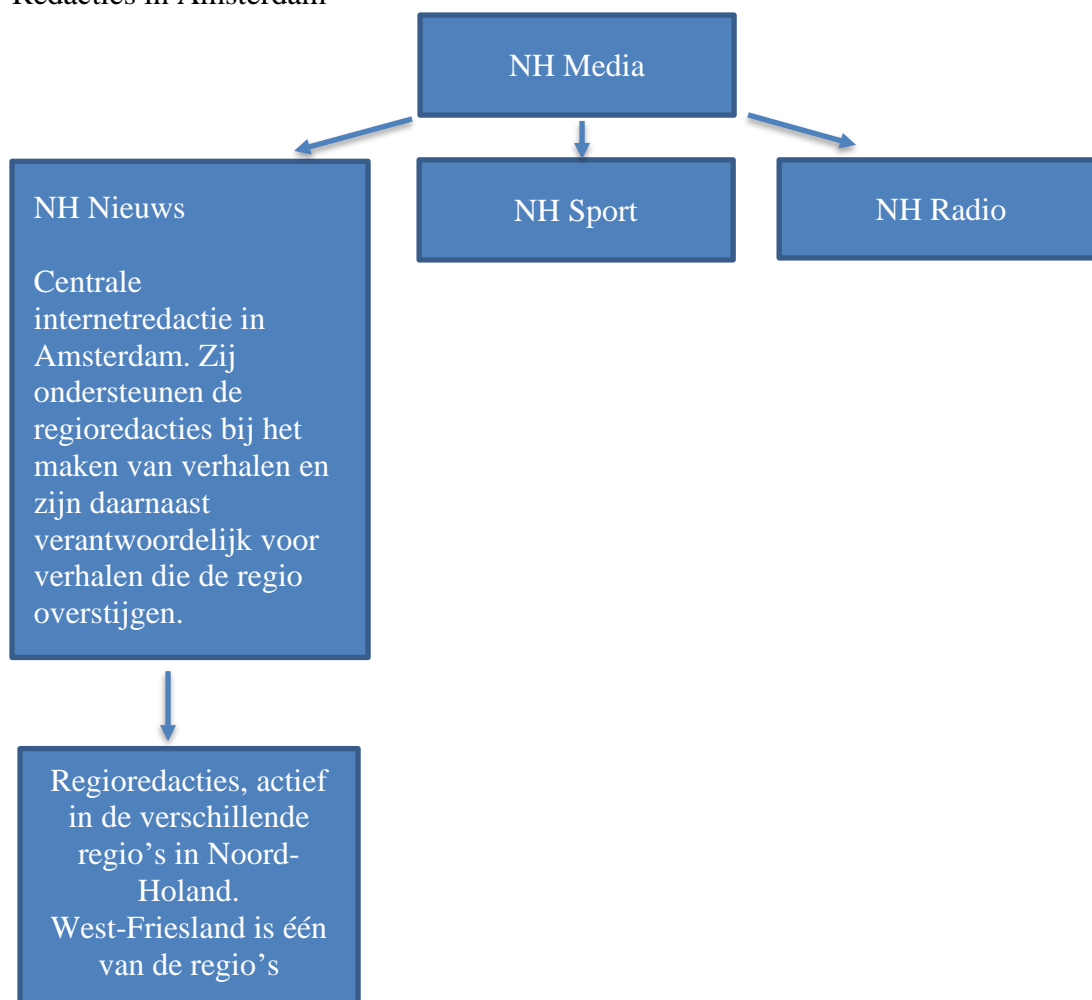 Redacties in Amsterdam
NH Media
NH Nieuws
Centrale
internetredactie in
Amsterdam. Zij
ondersteunen de
regioredacties bij het
maken van verhalen en
zijn daarnaast
verantwoordelijk voor
verhalen die de regio
overstijgen.
NH Sport
NH Radio
Regioredacties, actief
in de verschillende
regio’s in Noord-
Holand.
West-Friesland is één
van de regio’s